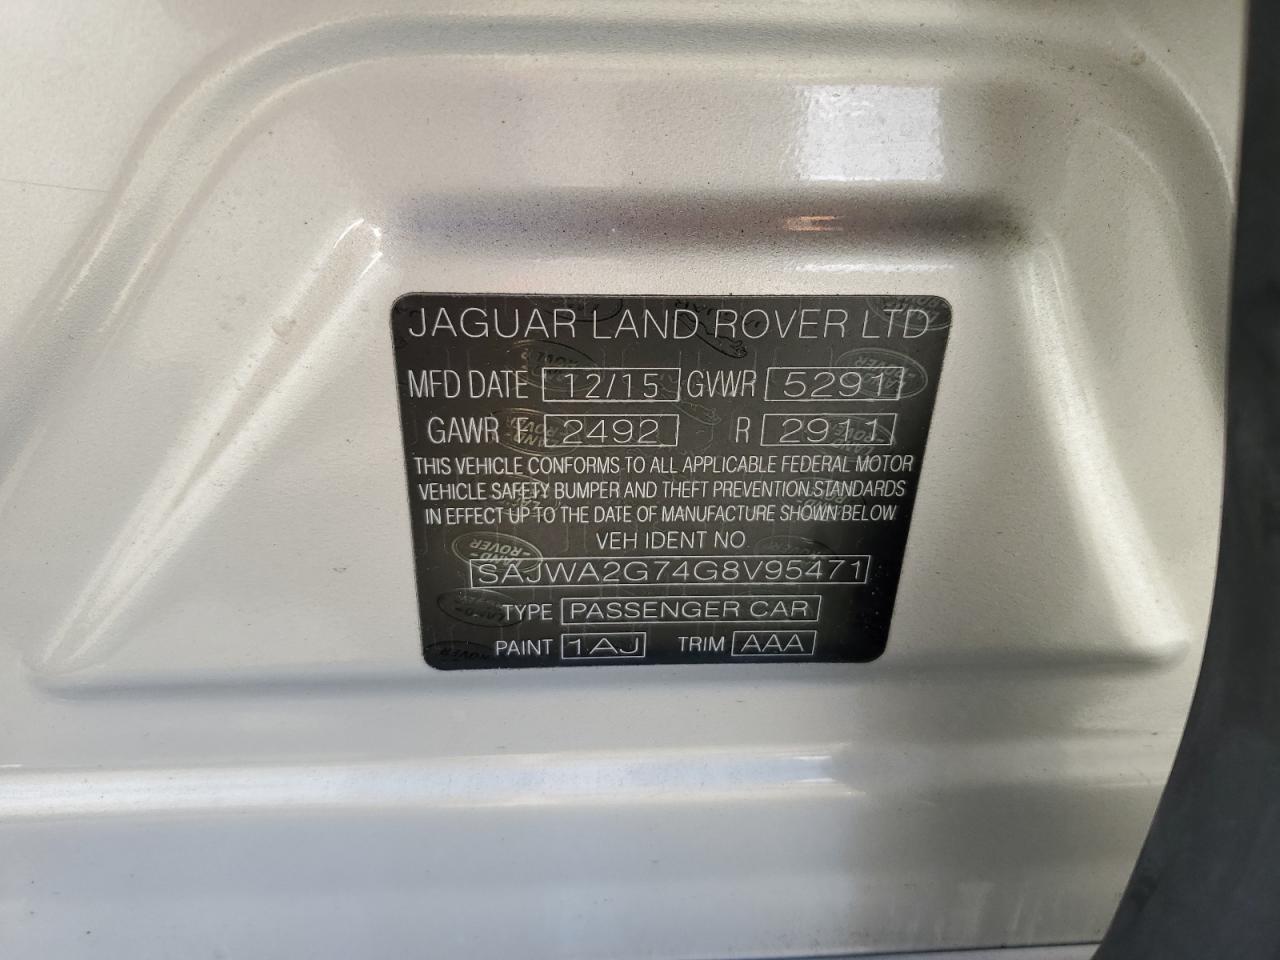 JAGUAR LAND ROVER LTD
MFD DATE 12/15 GVWR 5291
GAWR F 2492 R 2911
THIS VEHICLE CONFORMS TO ALL APPLICABLE FEDERAL MOTOR
VEHICLE SAFETY BUMPER AND THEFT PREVENTION STANDARDS
IN EFFECT UP TO THE DATE OF MANUFACTURE SHOWN BELOW
VEH IDENT NO
SAJWA2G74G8V95471
TYPE PASSENGER CAR
PAINT 1AJ TRIM AAA